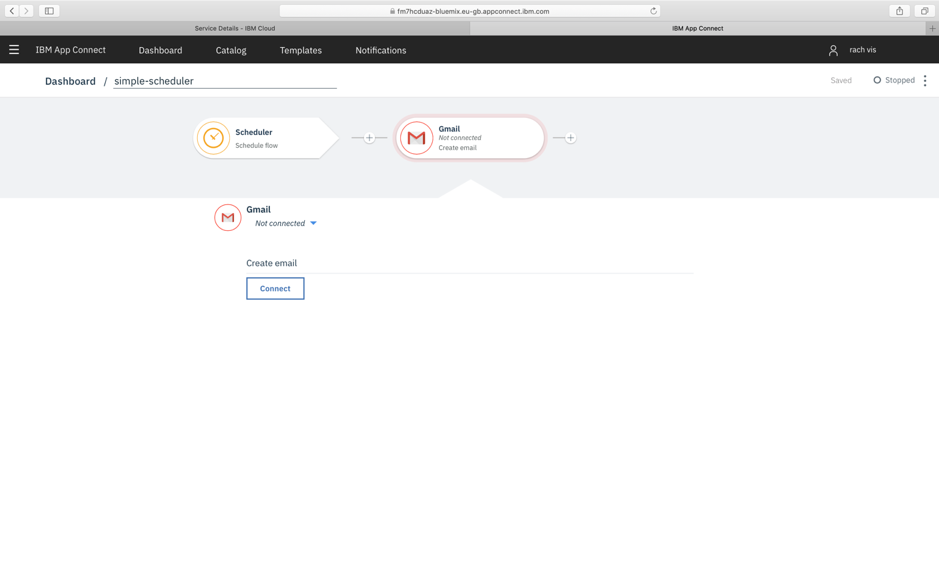 fm7hcduaz-bluemix.eu-gb.appconnect.ibm.com
Service Details - IBM Cloud
IBM App Connect
IBM App Connect
Dashboard
Catalog
Templates
Notifications
rach vis
Dashboard / simple-scheduler
Saved
Stopped
Scheduler
Schedule flow
Gmail
Not connected
Create email
Gmail
Not connected
Create email
Connect